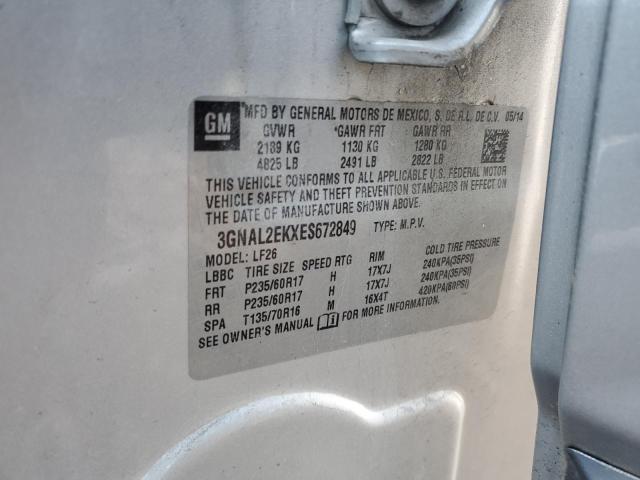 GM
MFD BY GENERAL MOTORS DE MEXICO, S. DE R.L. DE C.V. 05/14
GVWR *GAWR FRT GAWR RR
2189 KG 1130 KG 1280 KG
4825 LB 2491 LB 2822 LB
THIS VEHICLE CONFORMS TO ALL APPLICABLE U.S. FEDERAL MOTOR
VEHICLE SAFETY AND THEFT PREVENTION STANDARDS IN EFFECT ON
THE DATE OF MANUFACTURE SHOWN ABOVE.
3GNAL2EKXES672849 TYPE: M.P.V.
MODEL: LF26
LBBC TIRE SIZE SPEED RTG RIM COLD TIRE PRESSURE
FRT P235/60R17 H 17X7J 240KPA(35PSI)
RR P235/60R17 H 17X7J 240KPA(35PSI)
SPA T135/70R16 M 16X4T 420KPA(60PSI)
SEE OWNER'S MANUAL FOR MORE INFORMATION.